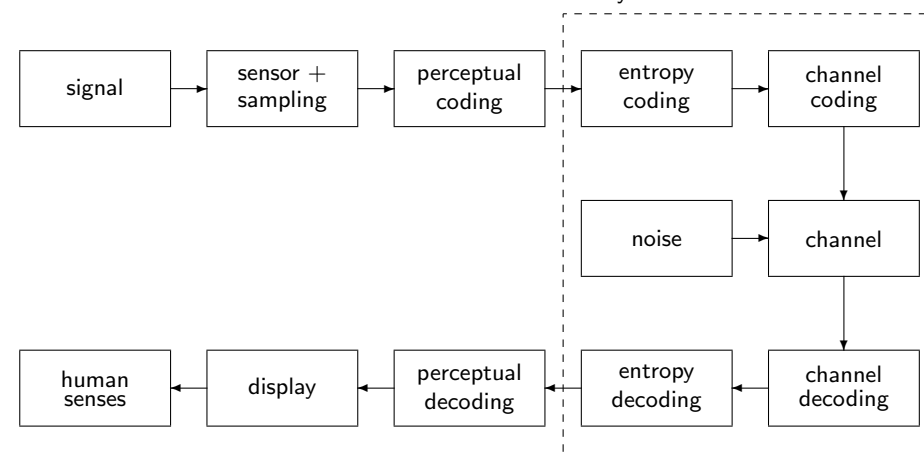 signal
sensor +
sampling
perceptual
coding
entropy
coding
channel
coding
noise
channel
human
senses
display
perceptual
decoding
entropy
decoding
channel
decoding